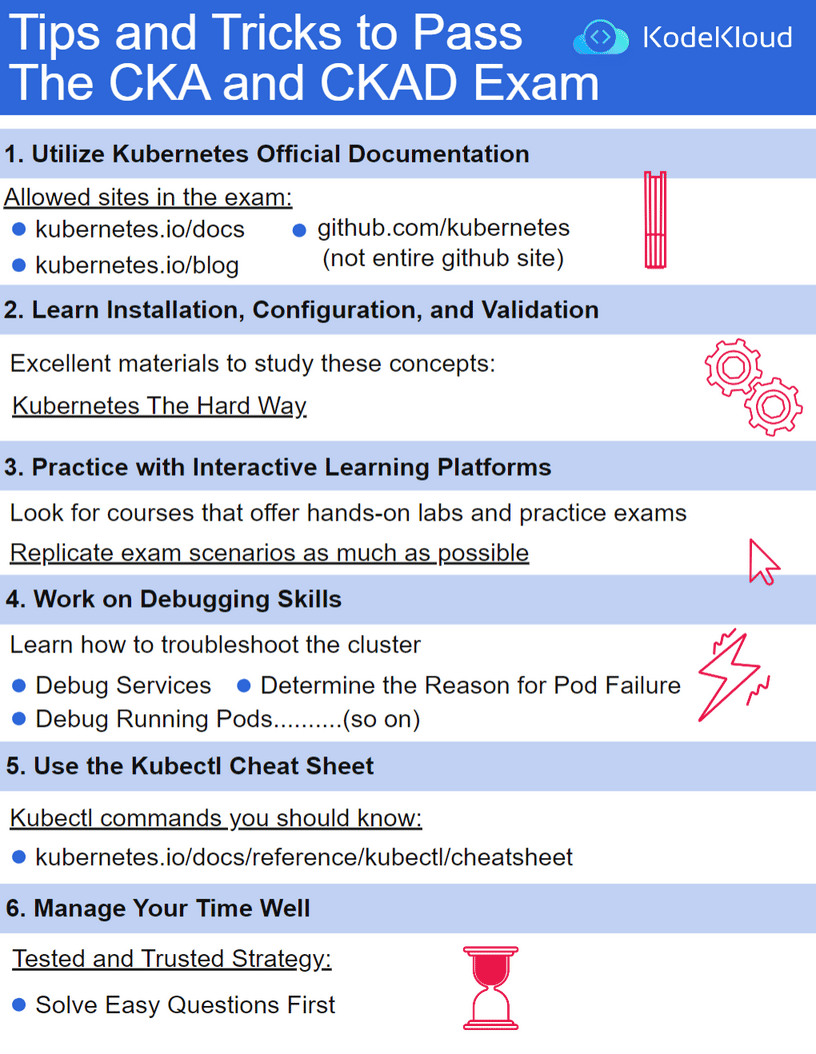 Tips and Tricks to Pass
The CKA and CKAD Exam
KodeKloud
1. Utilize Kubernetes Official Documentation
Allowed sites in the exam:
kubernetes.io/docs
kubernetes.io/blog
github.com/kubernetes
(not entire github site)
2. Learn Installation, Configuration, and Validation
Excellent materials to study these concepts:
Kubernetes The Hard Way
3. Practice with Interactive Learning Platforms
Look for courses that offer hands-on labs and practice exams
Replicate exam scenarios as much as possible
4. Work on Debugging Skills
Learn how to troubleshoot the cluster
Debug Services
Determine the Reason for Pod Failure
Debug Running Pods..........(so on)
5. Use the Kubectl Cheat Sheet
Kubectl commands you should know:
kubernetes.io/docs/reference/kubectl/cheatsheet
6. Manage Your Time Well
Tested and Trusted Strategy:
Solve Easy Questions First